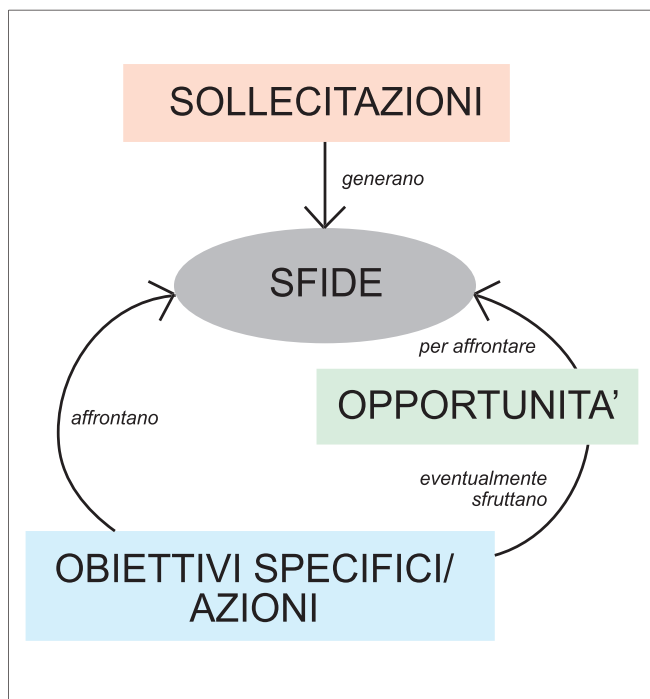 SOLLECITAZIONI
generano
SFIDE
per affrontare
OPPORTUNITA’
affrontano
eventualmente
sfruttano
OBIETTIVI SPECIFICI/
AZIONI